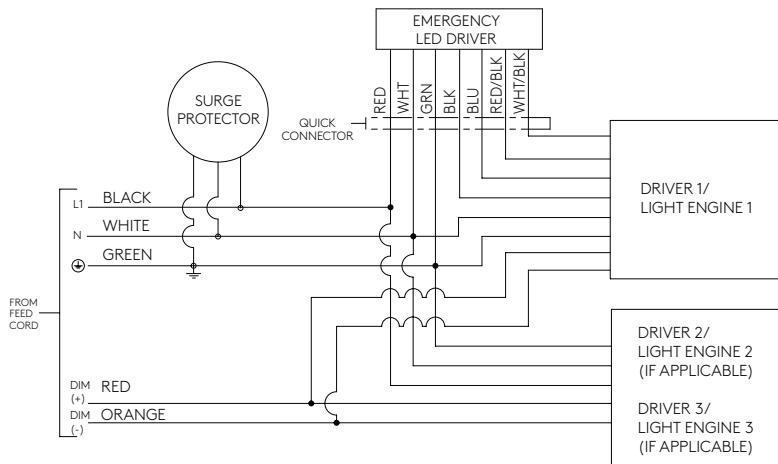 EMERGENCY
LED DRIVER
RED
WHT
GRN
BLK
BLU
RED/BLK
WHT/BLK
SURGE
PROTECTOR
QUICK
CONNECTOR
L1 BLACK
N WHITE
GREEN
FROM
FEED
CORD
DIM
(+) RED
DIM
(-) ORANGE
DRIVER 1/
LIGHT ENGINE 1
DRIVER 2/
LIGHT ENGINE 2
(IF APPLICABLE)
DRIVER 3/
LIGHT ENGINE 3
(IF APPLICABLE)